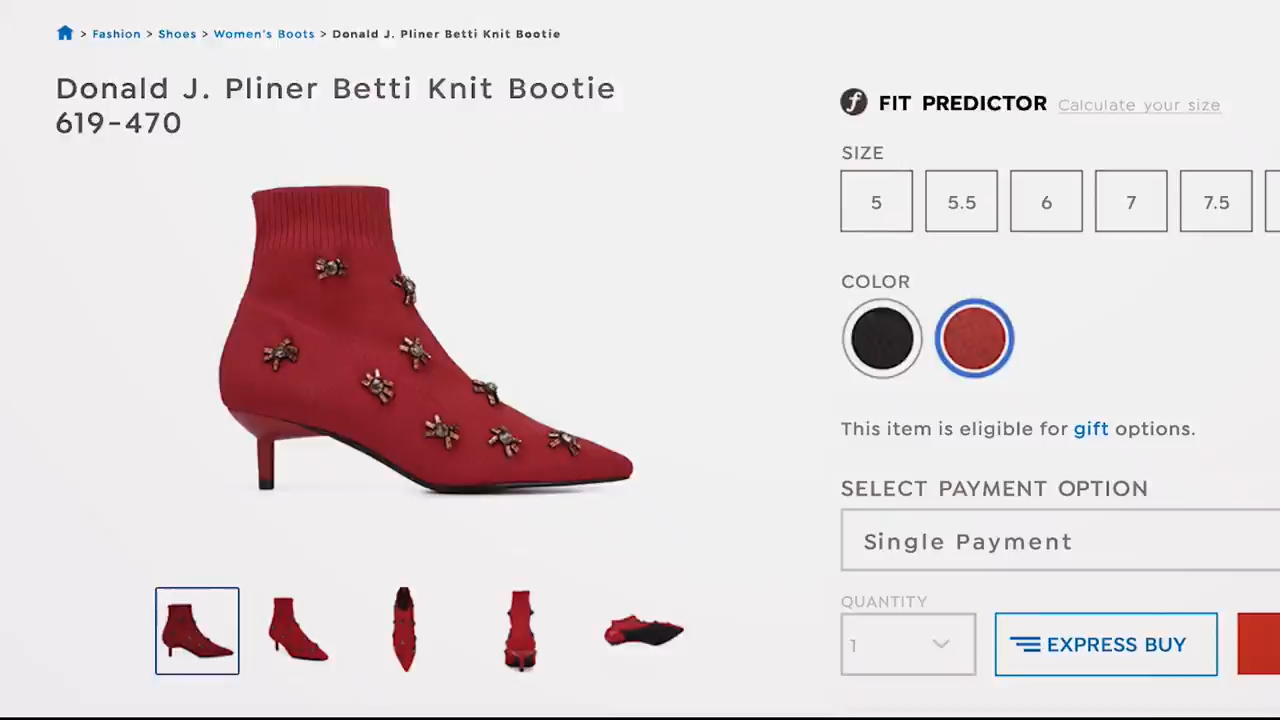 > Fashion > Shoes > Women's Boots > Donald J. Pliner Betti Knit Bootie
Donald J. Pliner Betti Knit Bootie
619-470
f FIT PREDICTOR Calculate your size
SIZE
5 5.5 6 7 7.5
COLOR
This item is eligible for gift options.
SELECT PAYMENT OPTION
Single Payment
QUANTITY
1
EXPRESS BUY